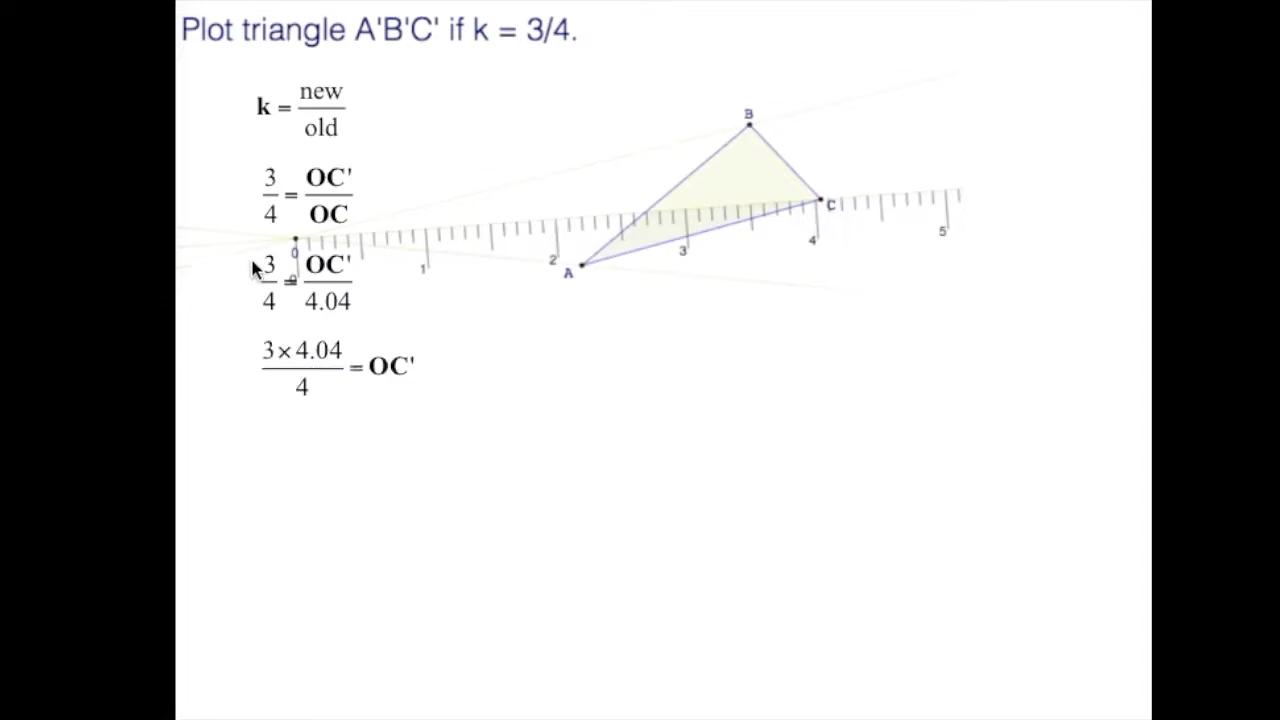 Plot triangle A'B'C' if k = 3/4.
k = new/old
3/4 = OC'/OC
3/4 = OC'/4.04
3×4.04/4 = OC'
B
C
A
O
0
1
2
3
4
5